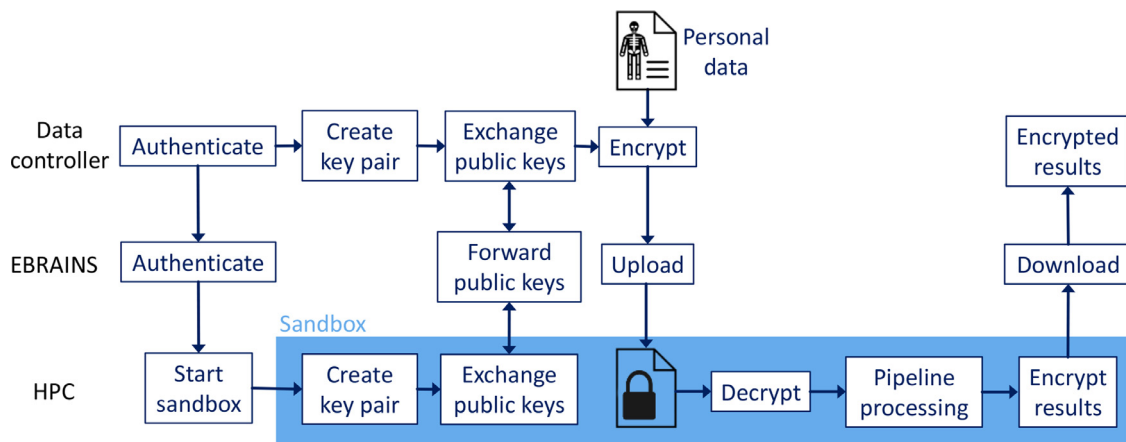 Personal
data
Data
controller
Authenticate
Create
key pair
Exchange
public keys
Encrypt
Encrypted
results
EBRAINS
Authenticate
Forward
public keys
Upload
Download
Sandbox
HPC
Start
sandbox
Create
key pair
Exchange
public keys
Decrypt
Pipeline
processing
Encrypt
results